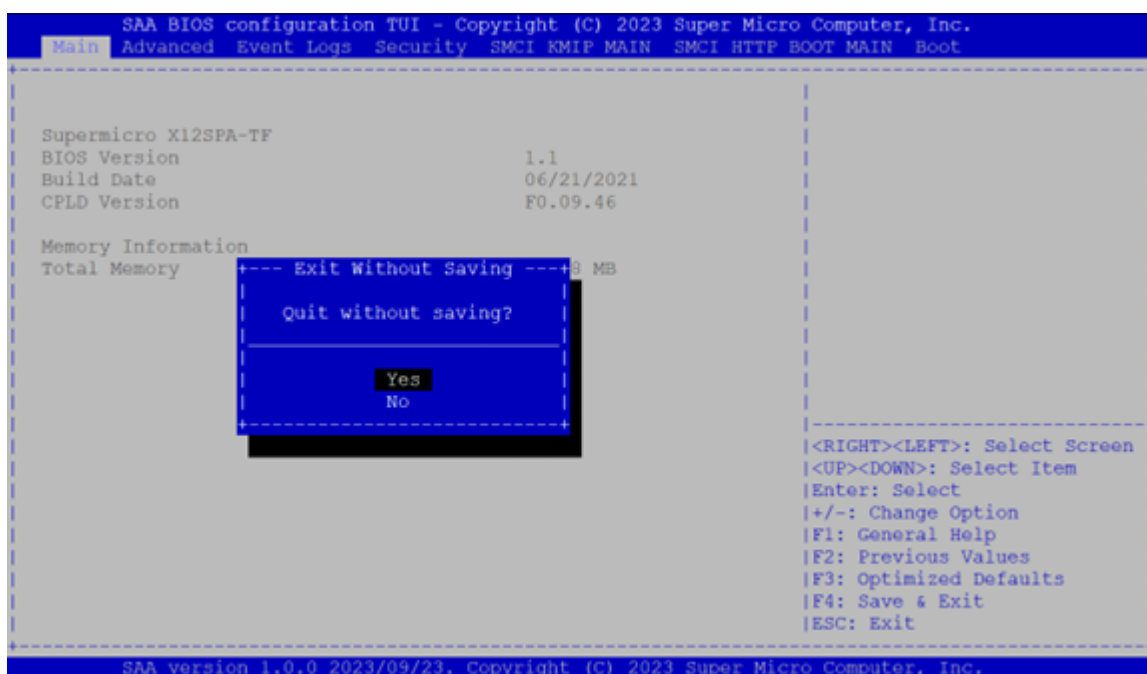 SAA BIOS configuration TUI - Copyright (C) 2023 Super Micro Computer, Inc.
Main Advanced Event Logs Security SMCI KMIP MAIN SMCI HTTP BOOT MAIN Boot
Supermicro X12SPA-TF
BIOS Version 1.1
Build Date 06/21/2021
CPLD Version F0.09.46
Memory Information
Total Memory 8 MB
Exit Without Saving
Quit without saving?
Yes
No
<RIGHT><LEFT>: Select Screen
<UP><DOWN>: Select Item
Enter: Select
+/-: Change Option
F1: General Help
F2: Previous Values
F3: Optimized Defaults
F4: Save & Exit
ESC: Exit
SAA version 1.0.0 2023/09/23. Copyright (C) 2023 Super Micro Computer, Inc.